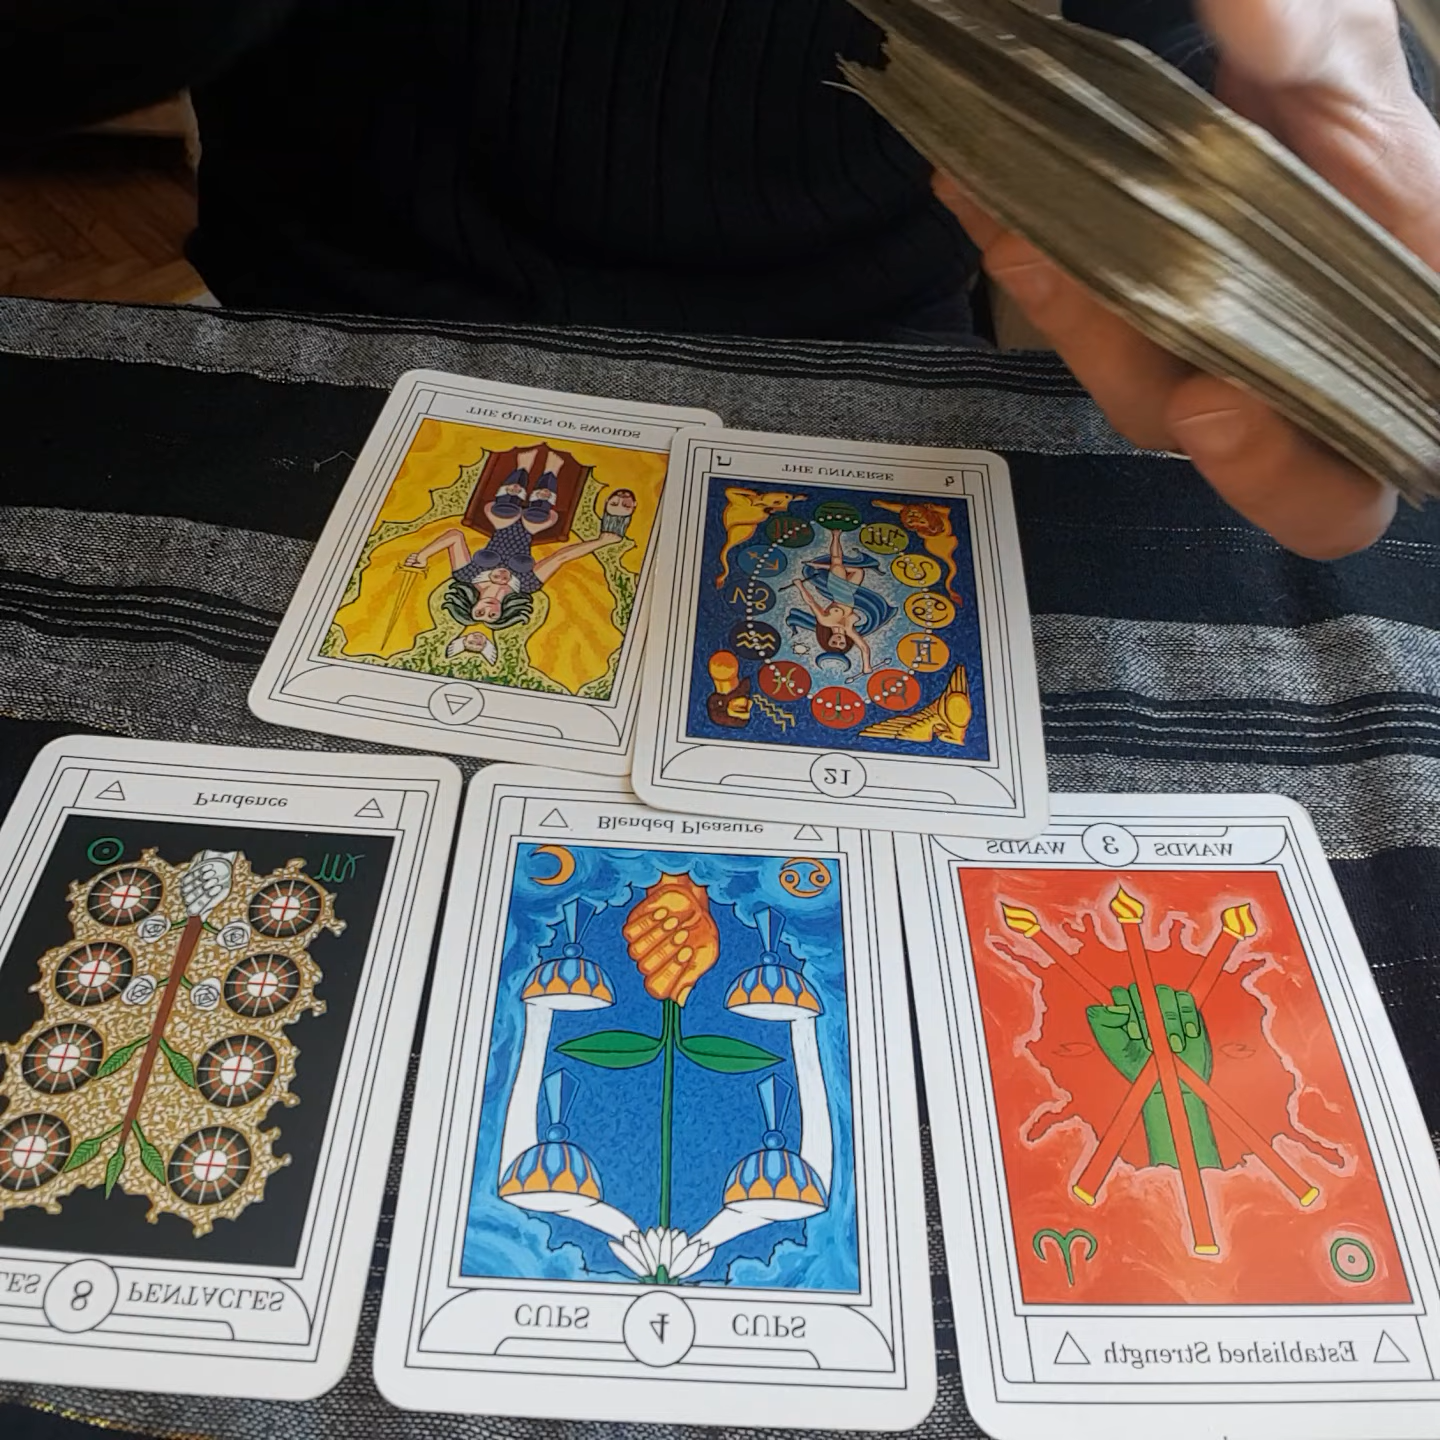 THE QUEEN OF SWORDS
THE UNIVERSE
21
Prudence
PENTACLES 8
Blended Pleasure
CUPS 4 CUPS
WANDS 3 WANDS
Established Strength